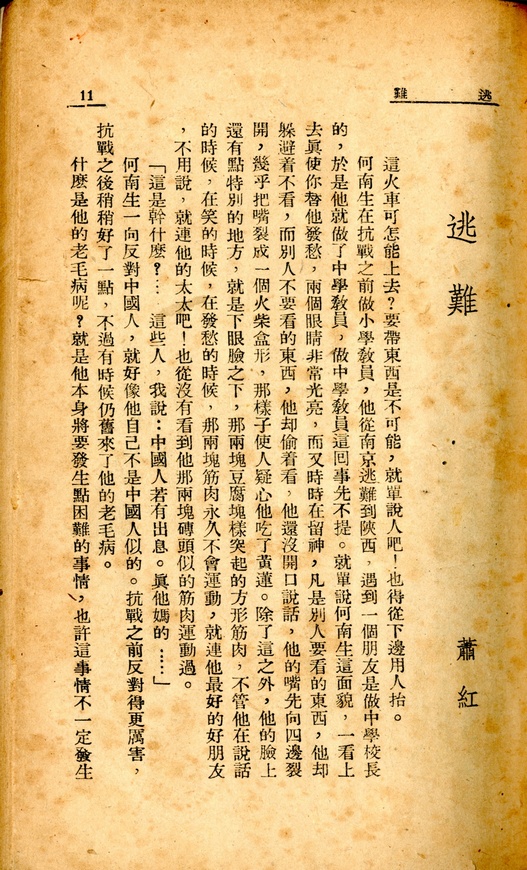 逃難
11
逃難
蕭紅
這火車可怎能上去？要帶東西是不可能，就單說人吧！也得從下邊用人抬。
何南生在抗戰之前做小學敎員，他從南京逃難到陝西，遇到一個朋友是做中學校長
的，於是他就做了中學敎員，做中學敎員這回事先不提。就單說何南生這面貌，一看上
去眞使你替他發愁，兩個眼睛非常光亮，而又時時在留神，凡是別人要看的東西，他却
躲避着不看，而別人不要看的東西，他却偷着看，他還沒開口說話，他的嘴先向四邊裂
開，幾乎把嘴裂成一個火柴盒形，那樣子使人疑心他吃了黃蓮。除了這之外，他的臉上
還有點特別的地方，就是下眼臉之下，那兩塊豆腐塊樣突起的方形筋肉，不管他在說話
的時候，在笑的時候，在發愁的時候，那兩塊筋肉永久不會運動，就連他最好的好朋友
，不用說，就連他的太太吧！也從沒有看到他那兩塊磚頭似的筋肉運動過。
「這是幹什麽？…　這些人，我說：中國人若有出息。眞他媽的……」
何南生一向反對中國人，就好像他自己不是中國人似的。抗戰之前反對得更厲害，
抗戰之後稍稍好了一點，不過有時候仍舊來了他的老毛病。
什麽是他的老毛病呢？就是他本身將要發生點困難的事情，也許這事情不一定發生